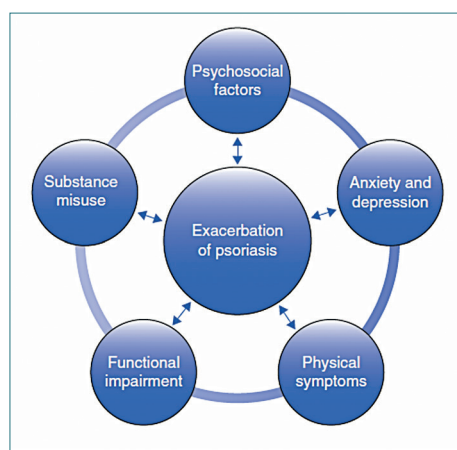 Psychosocial
factors
Substance
misuse
Anxiety and
depression
Exacerbation
of psoriasis
Functional
impairment
Physical
symptoms